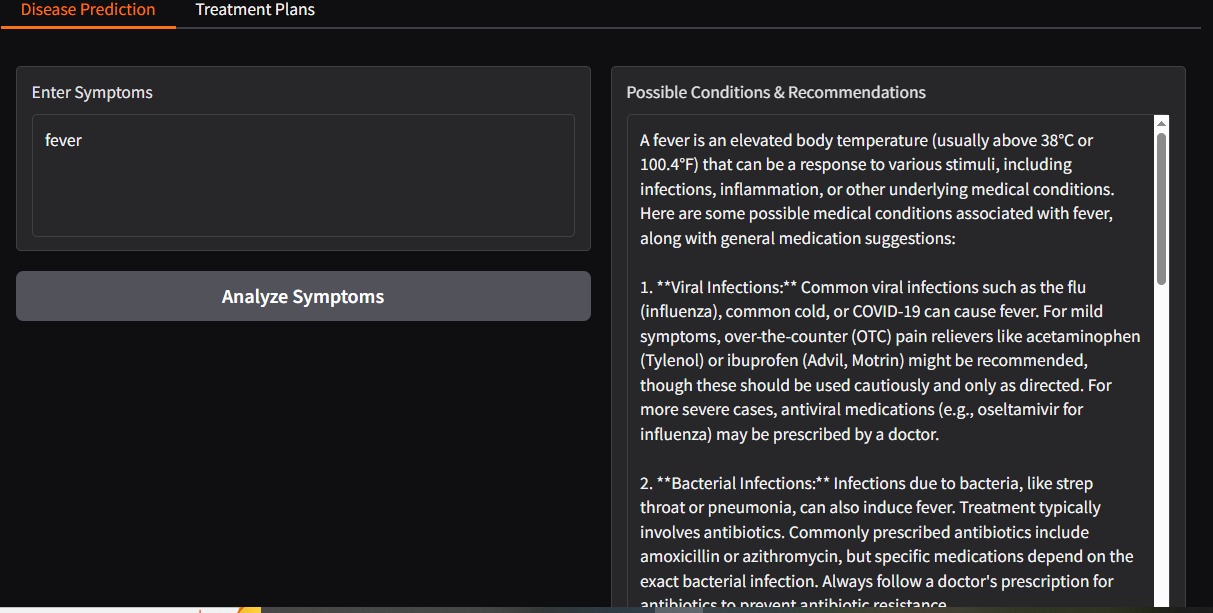 Disease Prediction
Treatment Plans
Enter Symptoms
fever
Analyze Symptoms
Possible Conditions & Recommendations
A fever is an elevated body temperature (usually above 38°C or
100.4°F) that can be a response to various stimuli, including
infections, inflammation, or other underlying medical conditions.
Here are some possible medical conditions associated with fever,
along with general medication suggestions:
1. **Viral Infections:** Common viral infections such as the flu
(influenza), common cold, or COVID-19 can cause fever. For mild
symptoms, over-the-counter (OTC) pain relievers like acetaminophen
(Tylenol) or ibuprofen (Advil, Motrin) might be recommended,
though these should be used cautiously and only as directed. For
more severe cases, antiviral medications (e.g., oseltamivir for
influenza) may be prescribed by a doctor.
2. **Bacterial Infections:** Infections due to bacteria, like strep
throat or pneumonia, can also induce fever. Treatment typically
involves antibiotics. Commonly prescribed antibiotics include
amoxicillin or azithromycin, but specific medications depend on the
exact bacterial infection. Always follow a doctor's prescription for
antibiotics to prevent antibiotic resistance.